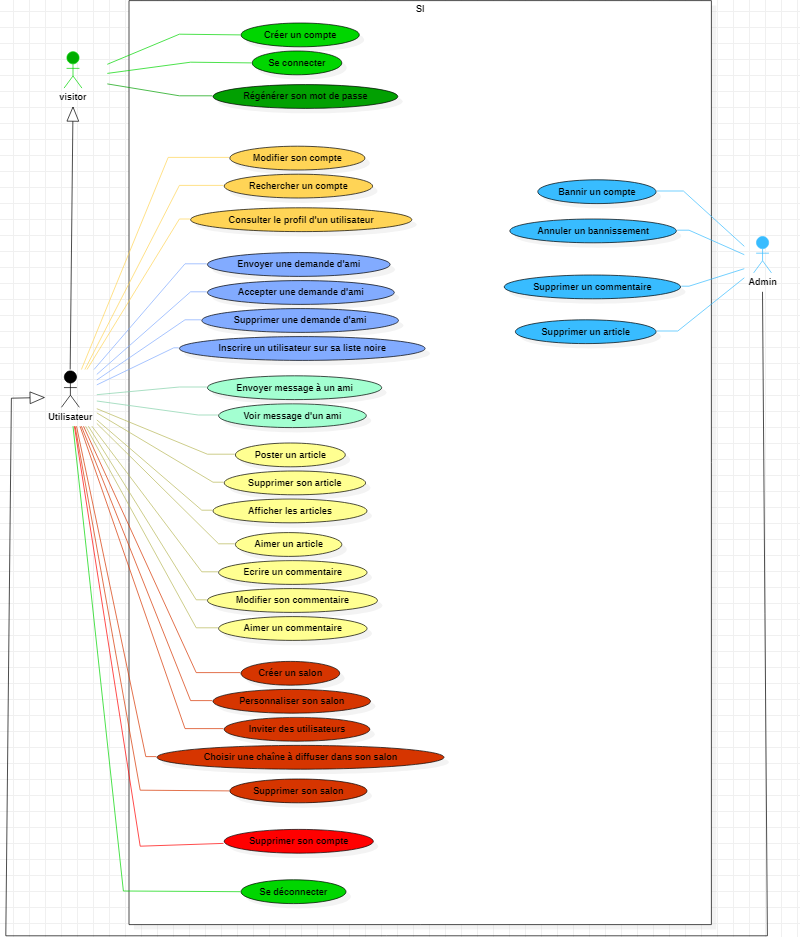 SI
Créer un compte
Se connecter
visitor
Régénérer son mot de passe
Modifier son compte
Rechercher un compte
Consulter le profil d'un utilisateur
Envoyer une demande d'ami
Accepter une demande d'ami
Supprimer une demande d'ami
Inscrire un utilisateur sur sa liste noire
Bannir un compte
Annuler un bannissement
Supprimer un commentaire
Supprimer un article
Admin
Envoyer message à un ami
Voir message d'un ami
Utilisateur
Poster un article
Supprimer son article
Afficher les articles
Aimer un article
Ecrire un commentaire
Modifier son commentaire
Aimer un commentaire
Créer un salon
Personnaliser son salon
Inviter des utilisateurs
Choisir une chaîne à diffuser dans son salon
Supprimer son salon
Supprimer son compte
Se déconnecter